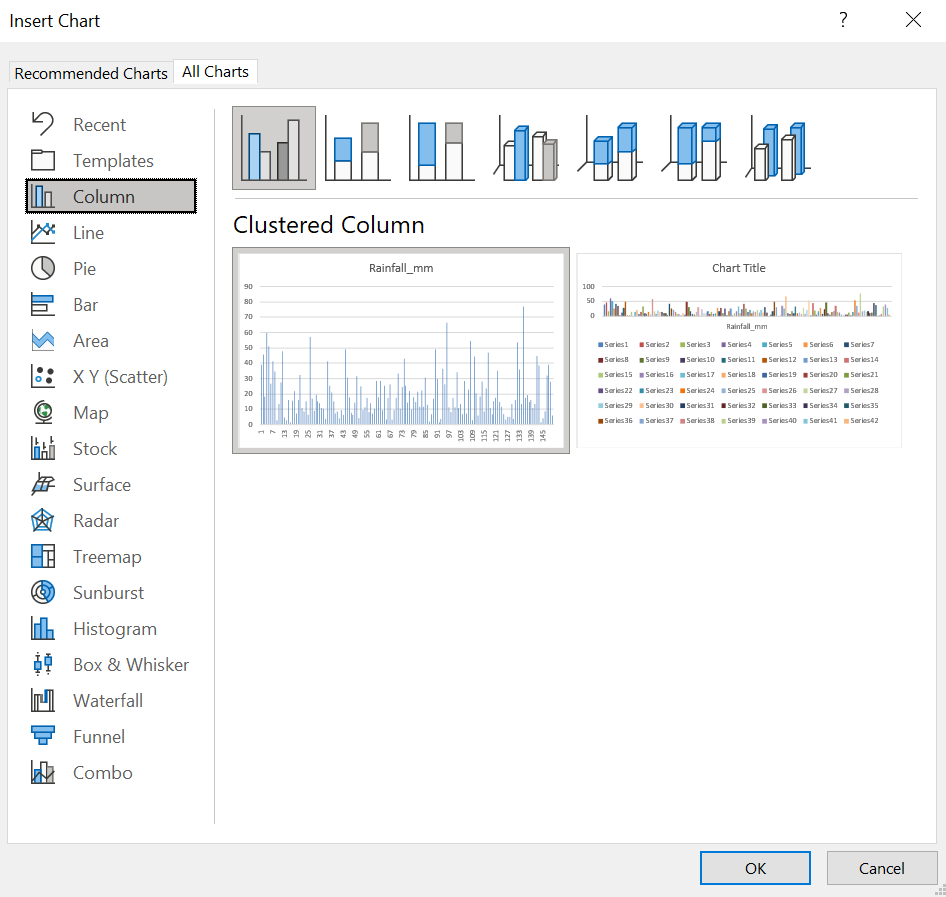 Insert Chart
?
Recommended Charts
All Charts
Recent
Templates
Column
Line
Pie
Bar
Area
X Y (Scatter)
Map
Stock
Surface
Radar
Treemap
Sunburst
Histogram
Box & Whisker
Waterfall
Funnel
Combo
Clustered Column
Rainfall_mm
90
80
70
60
50
40
30
20
10
0
1 7 13 19 25 31 37 43 49 55 61 67 73 79 85 91 97 103 109 115 121 127 133 139 145
Chart Title
100
50
0
Rainfall_mm
Series1 Series2 Series3 Series4 Series5 Series6 Series7
Series8 Series9 Series10 Series11 Series12 Series13 Series14
Series15 Series16 Series17 Series18 Series19 Series20 Series21
Series22 Series23 Series24 Series25 Series26 Series27 Series28
Series29 Series30 Series31 Series32 Series33 Series34 Series35
Series36 Series37 Series38 Series39 Series40 Series41 Series42
OK
Cancel